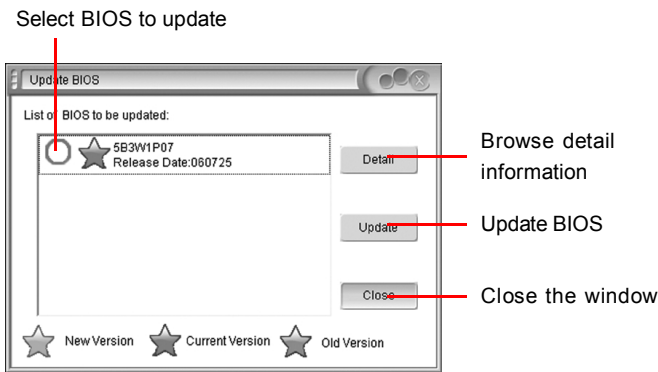 Select BIOS to update
Update BIOS
List of BIOS to be updated:
5B3W1P07
Release Date:060725
Detail
Browse detail
information
Update
Update BIOS
Close
Close the window
New Version
Current Version
Old Version